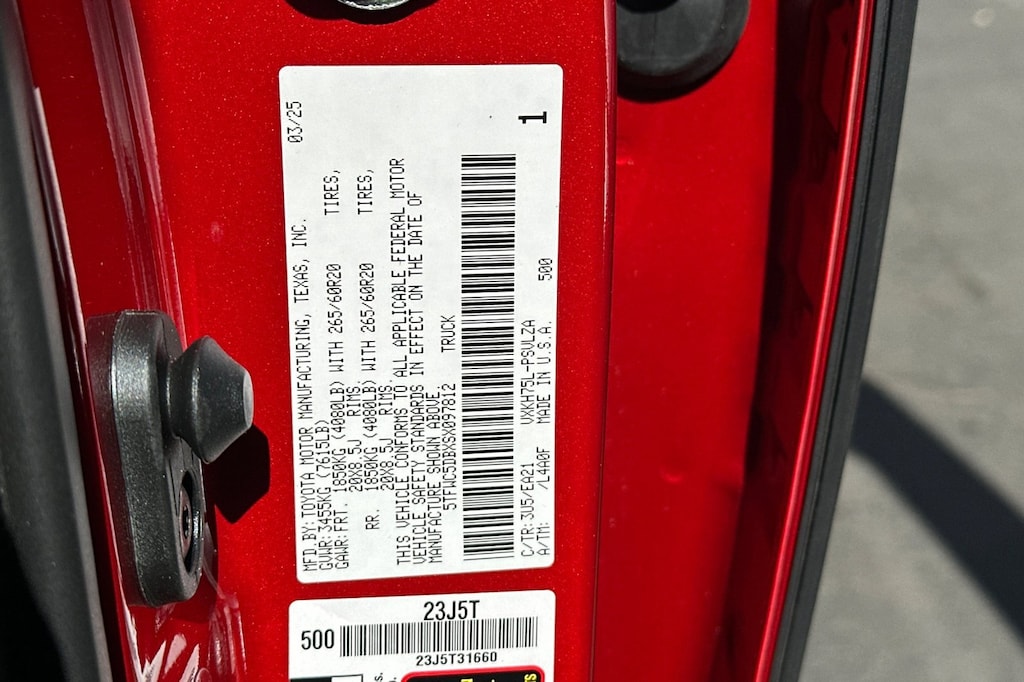 MFD.BY:TOYOTA MOTOR MANUFACTURING, TEXAS, INC. 03/25
GVWR:3455KG (7615LB)
GAWR:FRT. 1850KG (4080LB) WITH 265/60R20 TIRES,
20X8.5J RIMS.
RR. 1850KG (4080LB) WITH 265/60R20 TIRES,
20X8.5J RIMS.
THIS VEHICLE CONFORMS TO ALL APPLICABLE FEDERAL MOTOR
VEHICLE SAFETY STANDARDS IN EFFECT ON THE DATE OF
MANUFACTURE SHOWN ABOVE.
5TFWC5DBXSX097812 TRUCK
1
C/TR:3U5/EA21 VXKH75L-PSVLZA 500
A/TM: /L4A0F MADE IN U.S.A.
23J5T
500
23J5T31660